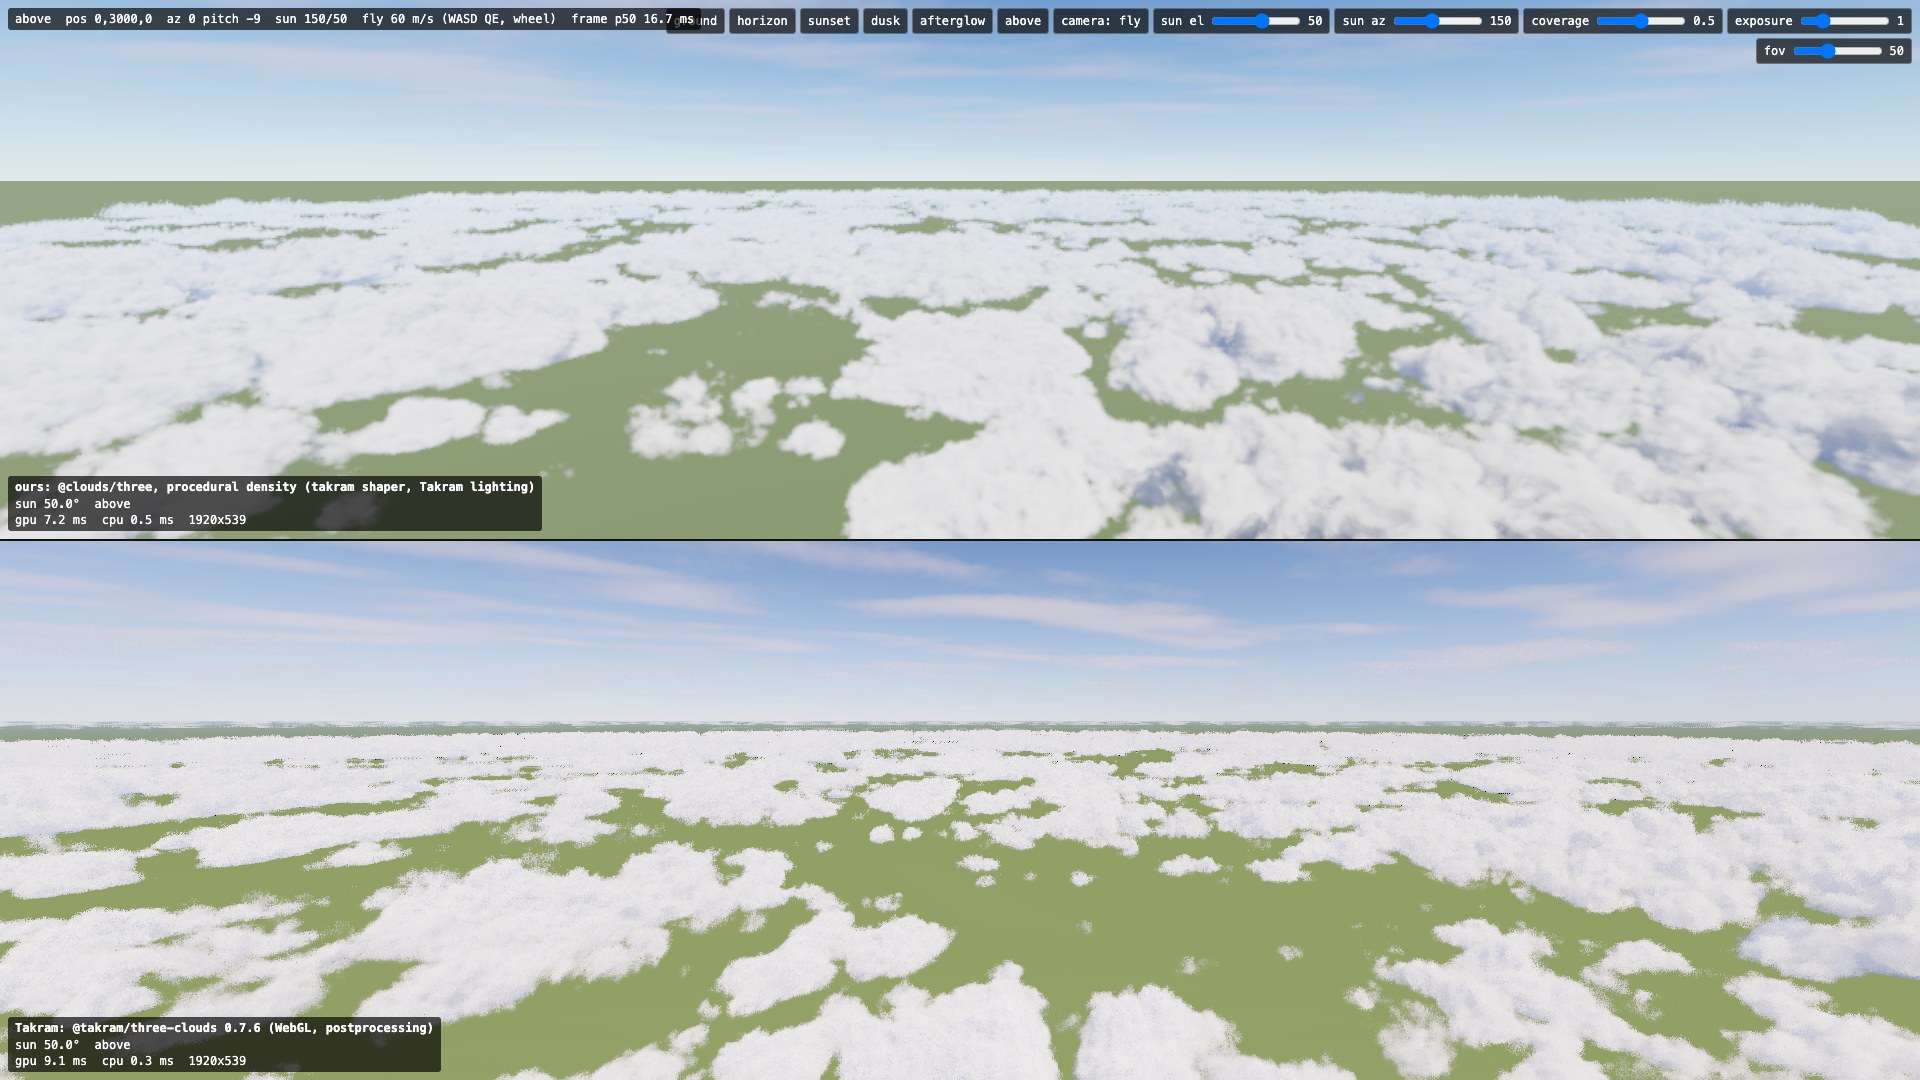 above  pos 0,3000,0  az 0 pitch -9  sun 150/50  fly 60 m/s (WASD QE, wheel)  frame p50 16.7 ms
horizon
sunset
dusk
afterglow
above
camera: fly
sun el 50
sun az 150
coverage 0.5
exposure 1
fov 50
ours: @clouds/three, procedural density (takram shaper, Takram lighting)
sun 50.0°  above
gpu 7.2 ms  cpu 0.5 ms  1920x539
Takram: @takram/three-clouds 0.7.6 (WebGL, postprocessing)
sun 50.0°  above
gpu 9.1 ms  cpu 0.3 ms  1920x539